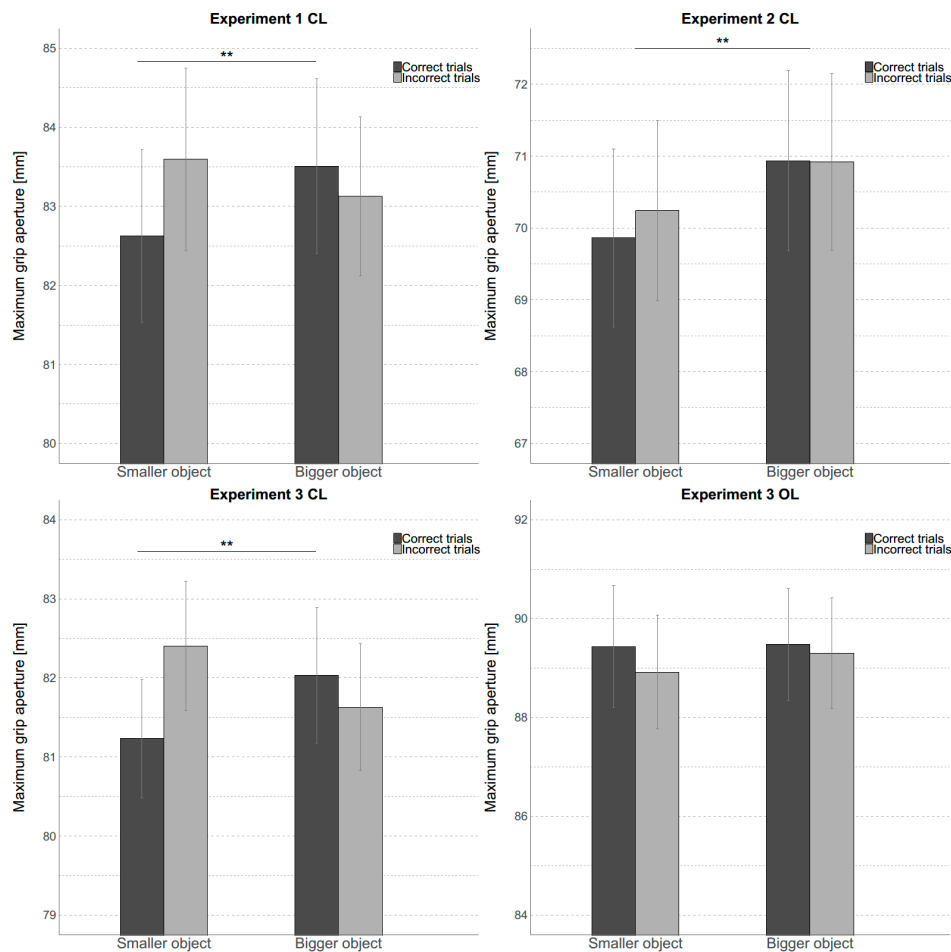 Experiment 1 CL
Maximum grip aperture [mm]
85
84
83
82
81
80
**
Correct trials
Incorrect trials
Smaller object
Bigger object
Experiment 2 CL
Maximum grip aperture [mm]
72
71
70
69
68
67
**
Correct trials
Incorrect trials
Smaller object
Bigger object
Experiment 3 CL
Maximum grip aperture [mm]
84
83
82
81
80
79
**
Correct trials
Incorrect trials
Smaller object
Bigger object
Experiment 3 OL
Maximum grip aperture [mm]
92
90
88
86
84
Correct trials
Incorrect trials
Smaller object
Bigger object